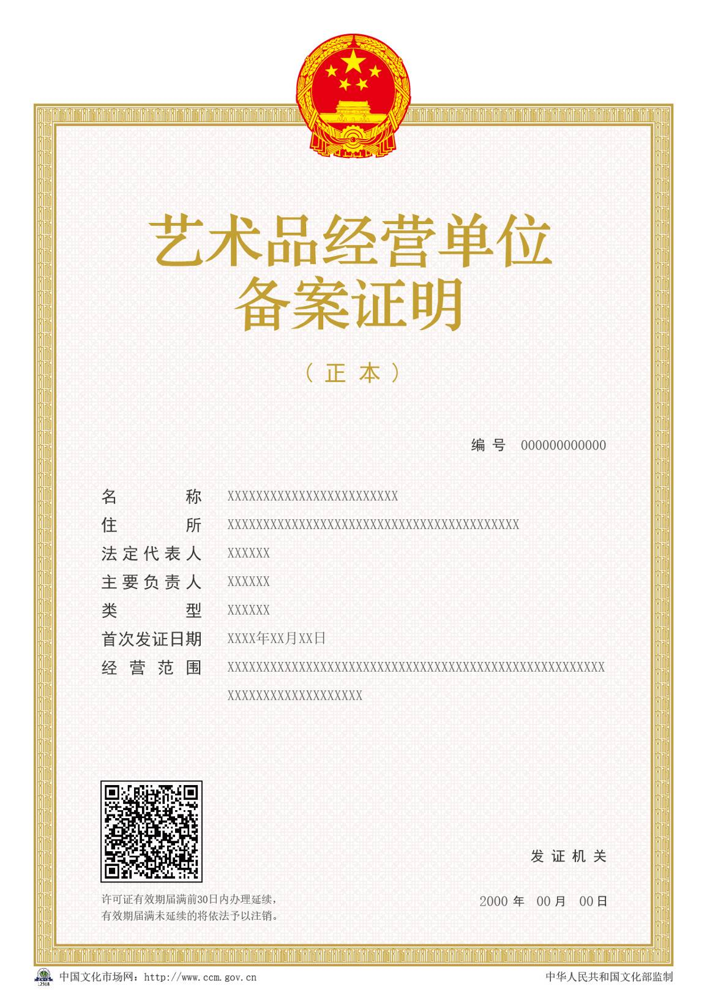 艺术品经营单位
备案证明
（正本）
编号 000000000000
名称 XXXXXXXXXXXXXXXXXXXXXXXX
住所 XXXXXXXXXXXXXXXXXXXXXXXXXXXXXXXXXXXXXXXXX
法定代表人 XXXXXX
主要负责人 XXXXXX
类型 XXXXXX
首次发证日期 XXXX年XX月XX日
经营范围 XXXXXXXXXXXXXXXXXXXXXXXXXXXXXXXXXXXXXXXXXXXXXXXXXXXXX
XXXXXXXXXXXXXXXXXXX
发证机关
2000 年 00 月 00 日
许可证有效期届满前30日内办理延续，
有效期届满未延续的将依法予以注销。
L2318
中国文化市场网：http://www.ccm.gov.cn
中华人民共和国文化部监制